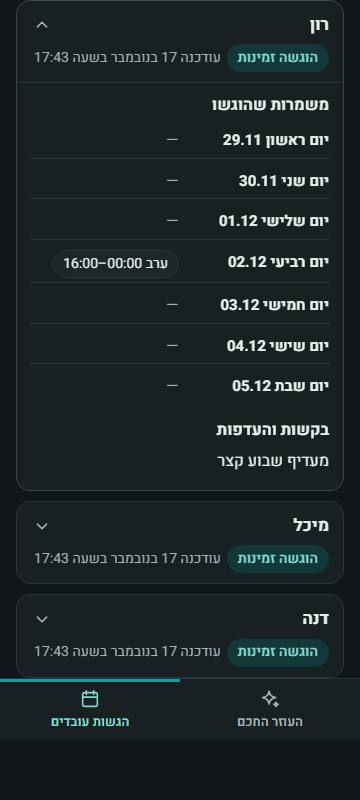 רון
הוגשה זמינות עודכנה 17 בנובמבר בשעה 17:43
משמרות שהוגשו
יום ראשון 29.11 —
יום שני 30.11 —
יום שלישי 01.12 —
יום רביעי 02.12 ערב 16:00–00:00
יום חמישי 03.12 —
יום שישי 04.12 —
יום שבת 05.12 —
בקשות והעדפות
מעדיף שבוע קצר
מיכל
הוגשה זמינות עודכנה 17 בנובמבר בשעה 17:43
דנה
הוגשה זמינות עודכנה 17 בנובמבר בשעה 17:43
העוזר החכם הגשות עובדים